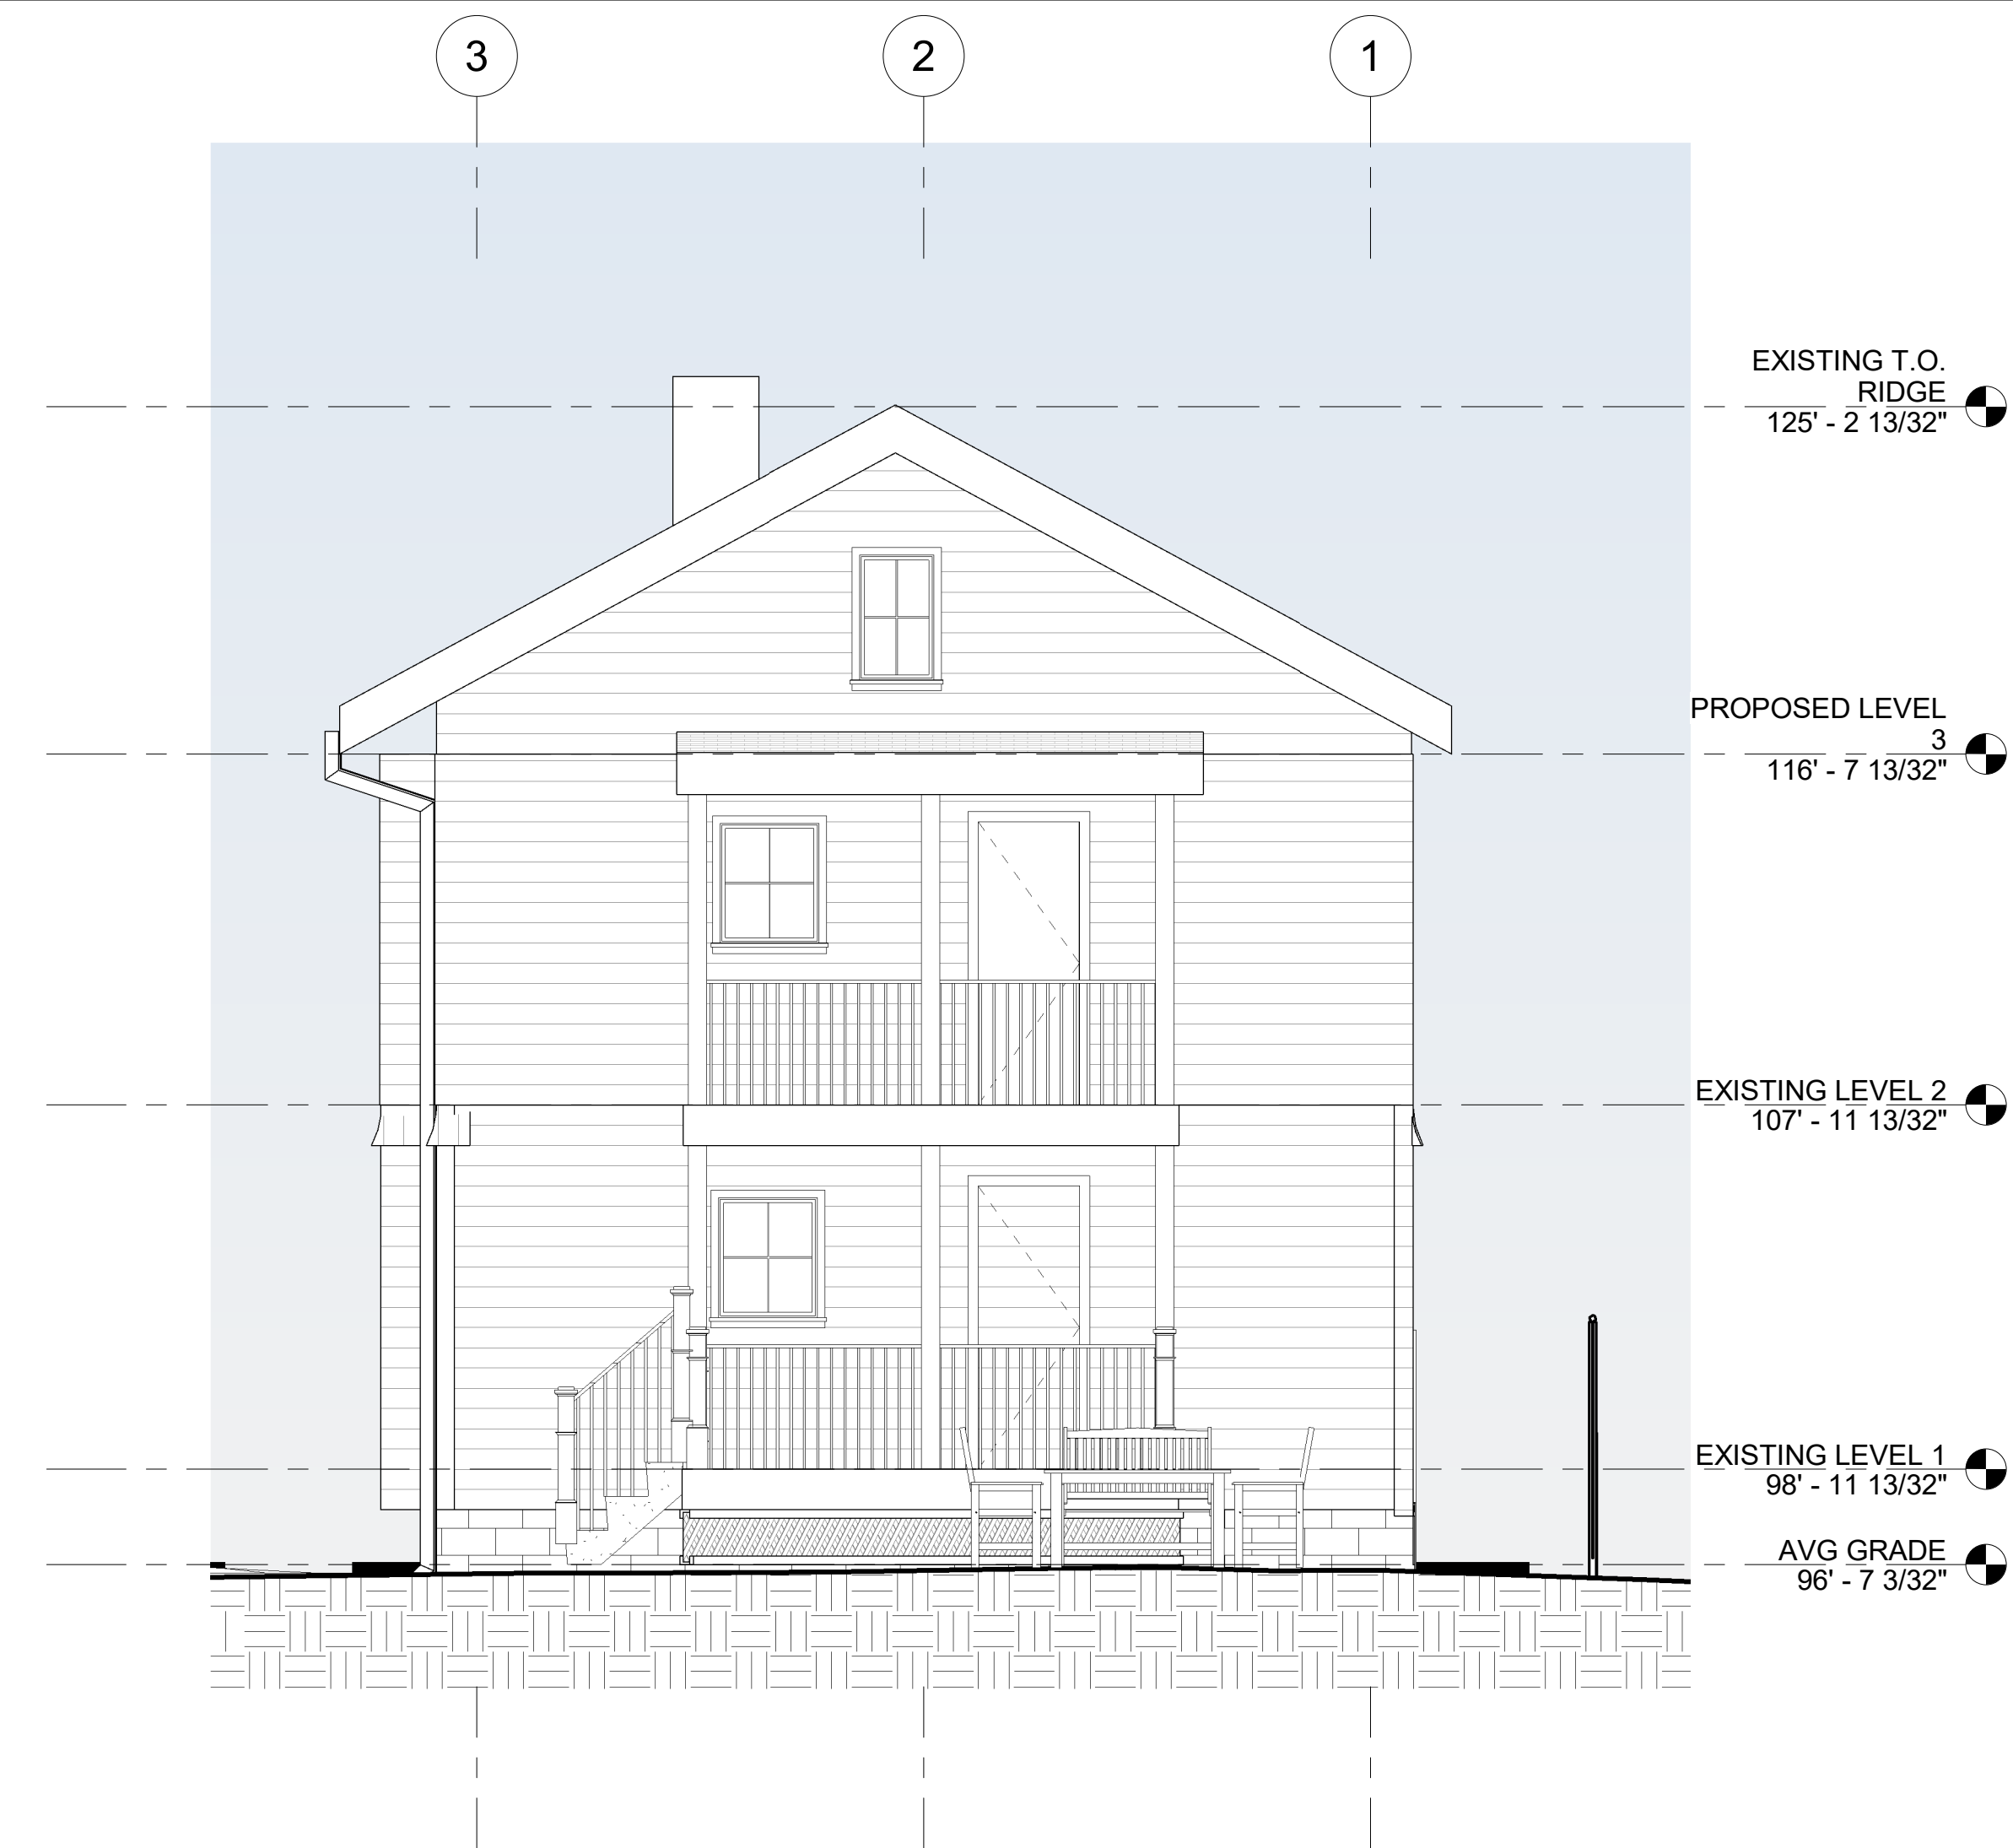 3
2
1
EXISTING T.O.
RIDGE
125' - 2 13/32"
PROPOSED LEVEL
3
116' - 7 13/32"
EXISTING LEVEL 2
107' - 11 13/32"
EXISTING LEVEL 1
98' - 11 13/32"
AVG GRADE
96' - 7 3/32"